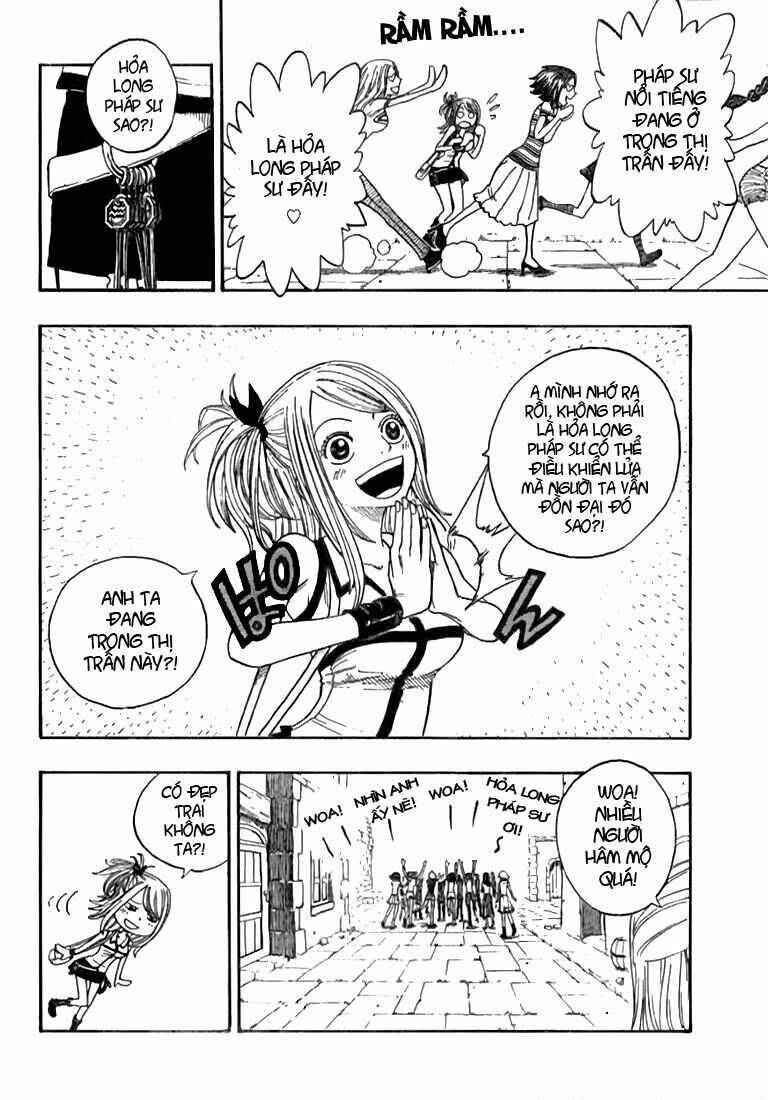 RẦM RẦM....
PHÁP SƯ
NỔI TIẾNG
ĐANG Ở
TRONG THỊ
TRẤN ĐẤY!
LÀ HỎA
LONG PHÁP
SƯ ĐẤY!
♡
HỎA
LONG
PHÁP SƯ
SAO?!
A MÌNH NHỚ RA
RỒI, KHÔNG PHẢI
LÀ HỎA LONG
PHÁP SƯ CÓ THỂ
ĐIỀU KHIỂN LỬA
MÀ NGƯỜI TA VẪN
ĐỒN ĐẠI ĐÓ
SAO?!
ぱん
ANH TA
ĐANG
TRONG THỊ
TRẤN NÀY?!
WOA!
NHIỀU
NGƯỜI
HÂM MỘ
QUÁ!
HỎA LONG
PHÁP SƯ
ƠI!
WOA!
NHÌN ANH
ẤY NÈ!
WOA!
CÓ ĐẸP
TRAI
KHÔNG
TA?!